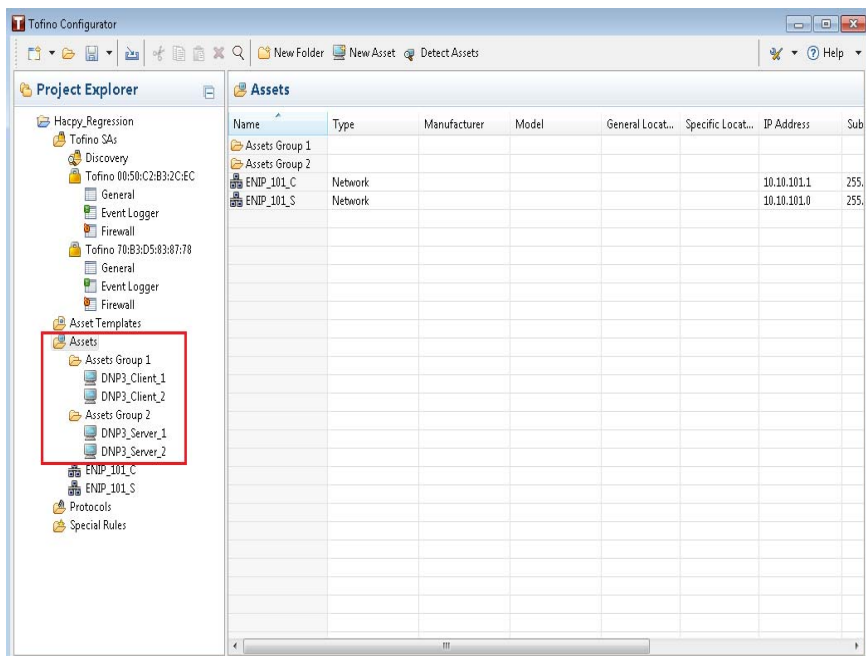 Tofino Configurator
New Folder New Asset Detect Assets Help
Project Explorer
Hacpy_Regression
Tofino SAs
Discovery
Tofino 00:50:C2:B3:2C:EC
General
Event Logger
Firewall
Tofino 70:B3:D5:83:87:78
General
Event Logger
Firewall
Asset Templates
Assets
Assets Group 1
DNP3_Client_1
DNP3_Client_2
Assets Group 2
DNP3_Server_1
DNP3_Server_2
ENIP_101_C
ENIP_101_S
Protocols
Special Rules
Assets
Name Type Manufacturer Model General Locat... Specific Locat... IP Address Sub
Assets Group 1
Assets Group 2
ENIP_101_C Network 10.10.101.1 255.
ENIP_101_S Network 10.10.101.0 255.